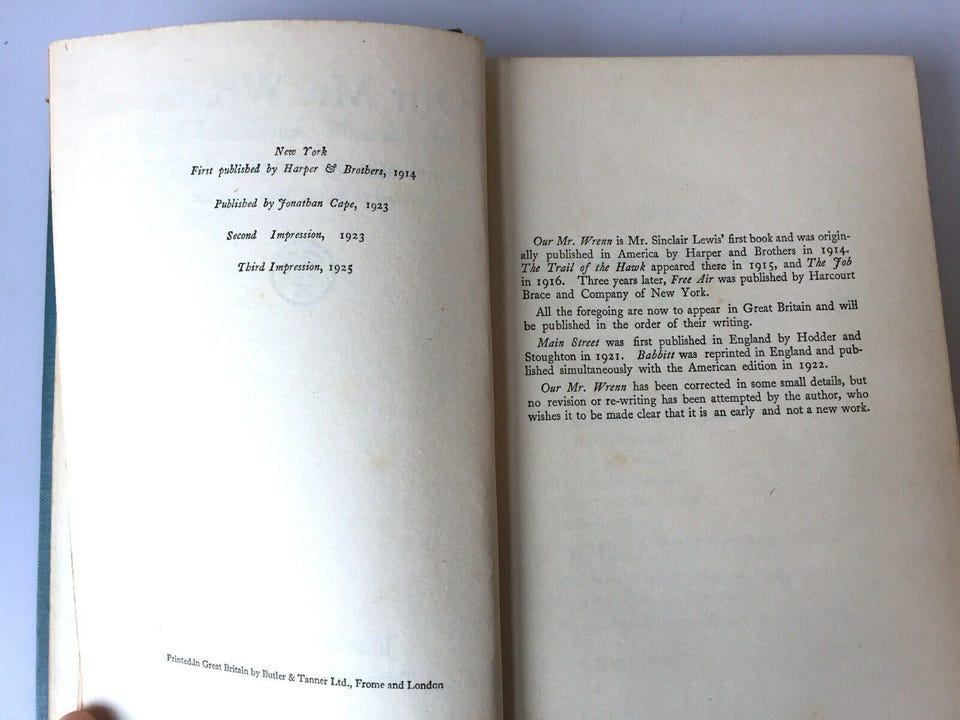 New York
First published by Harper & Brothers, 1914
Published by Jonathan Cape, 1923
Second Impression, 1923
Third Impression, 1925
Printed in Great Britain by Butler & Tanner Ltd., Frome and London
Our Mr. Wrenn is Mr. Sinclair Lewis' first book and was origin-
ally published in America by Harper and Brothers in 1914.
The Trail of the Hawk appeared there in 1915, and The Job
in 1916. Three years later, Free Air was published by Harcourt
Brace and Company of New York.
All the foregoing are now to appear in Great Britain and will
be published in the order of their writing.
Main Street was first published in England by Hodder and
Stoughton in 1921. Babbitt was reprinted in England and pub-
lished simultaneously with the American edition in 1922.
Our Mr. Wrenn has been corrected in some small details, but
no revision or re-writing has been attempted by the author, who
wishes it to be made clear that it is an early and not a new work.